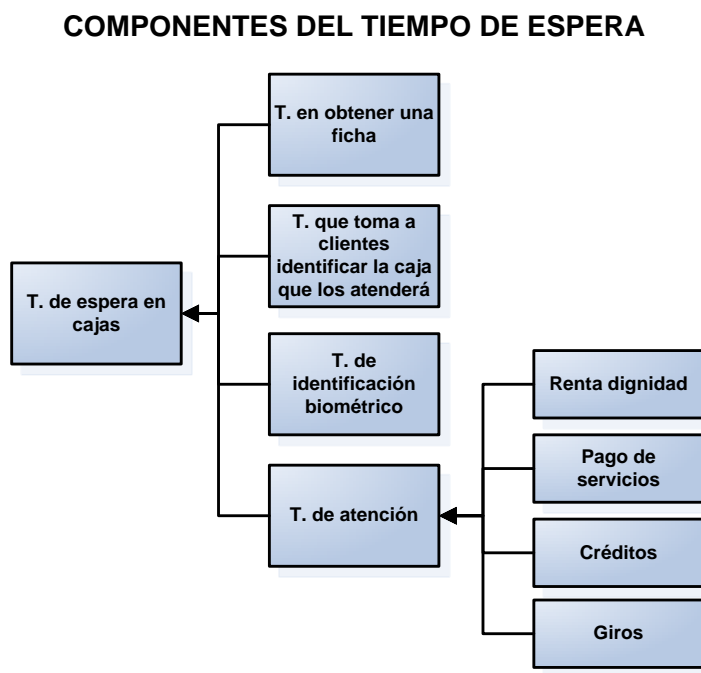 COMPONENTES DEL TIEMPO DE ESPERA
T. en obtener una
ficha
T. que toma a
clientes
identificar la caja
que los atenderá
T. de espera en
cajas
T. de
identificación
biométrico
T. de atención
Renta dignidad
Pago de
servicios
Créditos
Giros